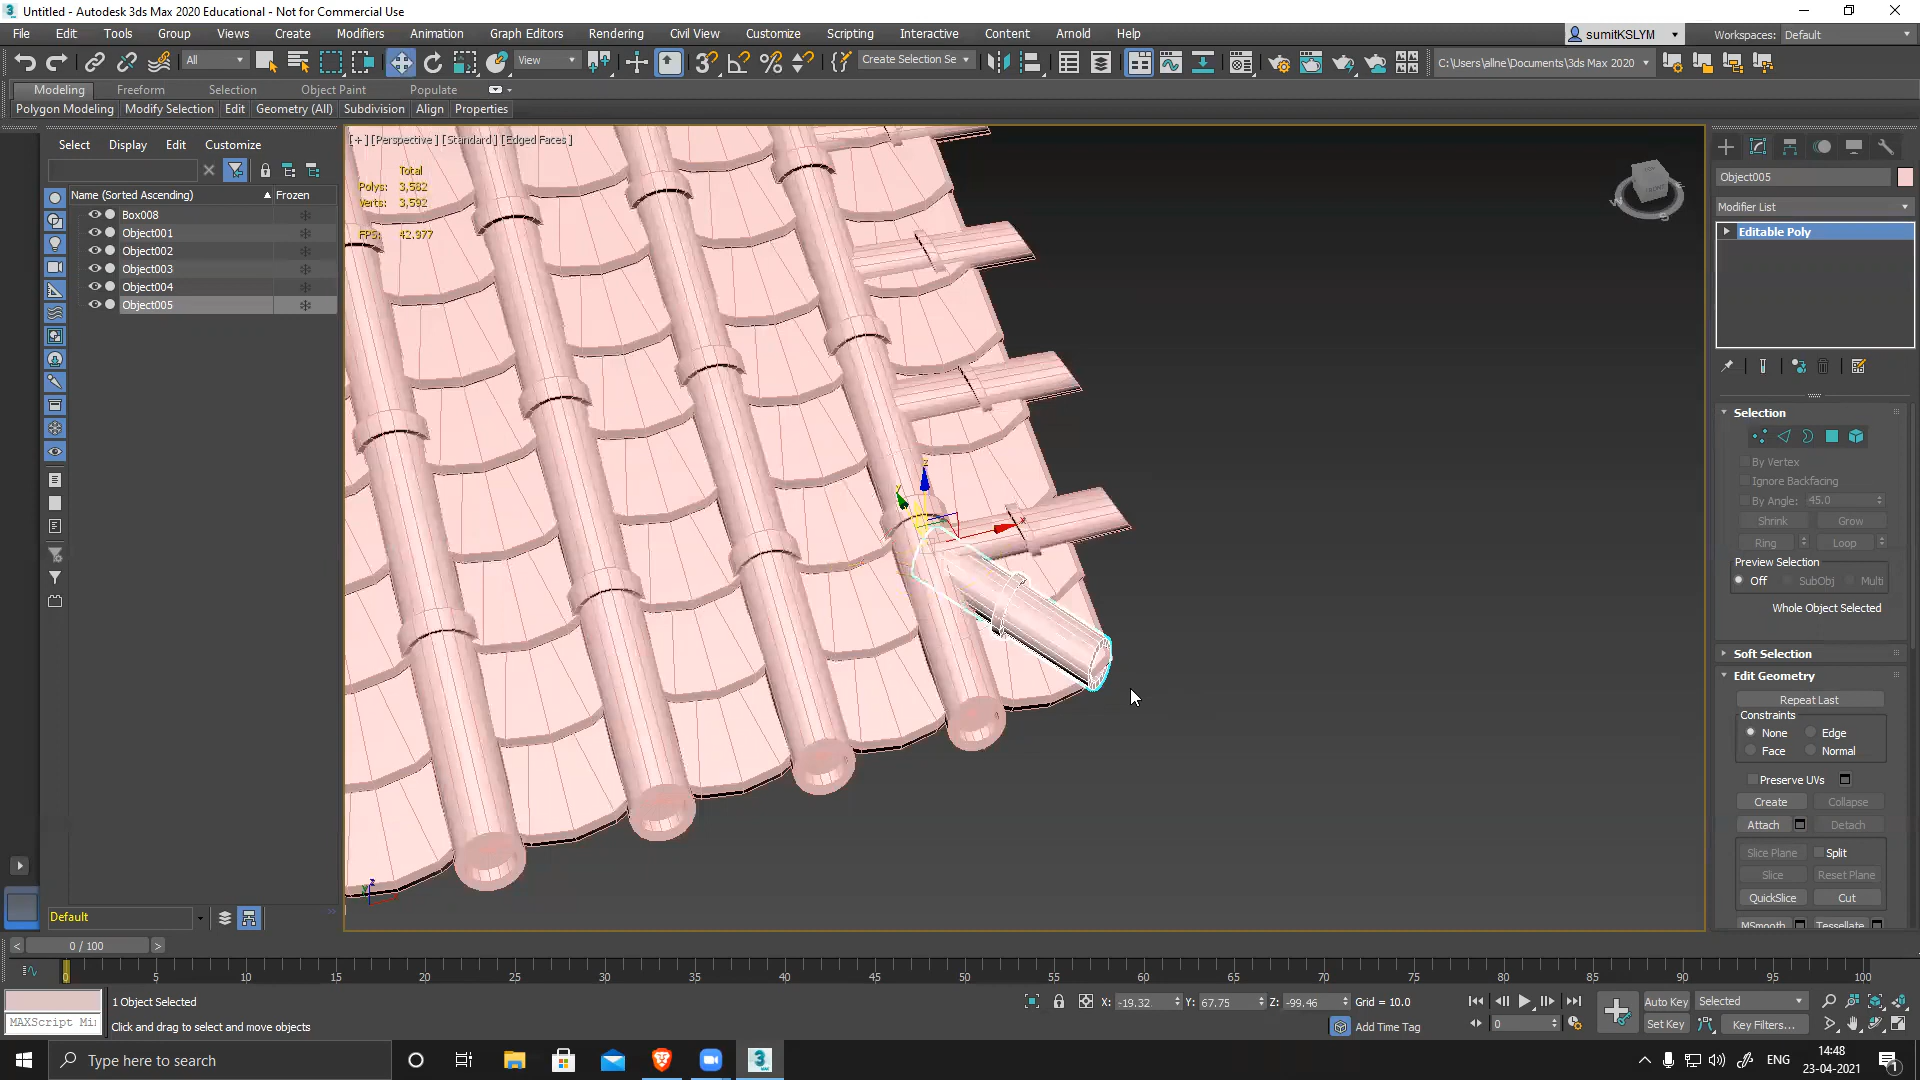 Untitled - Autodesk 3ds Max 2020 Educational - Not for Commercial Use
File Edit Tools Group Views Create Modifiers Animation Graph Editors Rendering Civil View Customize Scripting Interactive Content Arnold Help sumitKSLYM Workspaces: Default
All View Create Selection Se C:\Users\allne\Documents\3ds Max 2020
Modeling Freeform Selection Object Paint Populate
Polygon Modeling Modify Selection Edit Geometry (All) Subdivision Align Properties
Select Display Edit Customize
[+] [Perspective] [Standard] [Edged Faces]
Total
Polys: 3,582
Verts: 3,592
FPS: 42.977
Name (Sorted Ascending) Frozen
Box008
Object001
Object002
Object003
Object004
Object005
Object005
Modifier List
Editable Poly
Selection
By Vertex
Ignore Backfacing
By Angle: 45.0
Shrink Grow
Ring Loop
Preview Selection
Off SubObj Multi
Whole Object Selected
Soft Selection
Edit Geometry
Repeat Last
Constraints
None Edge
Face Normal
Preserve UVs
Create Collapse
Attach Detach
Slice Plane Split
Slice Reset Plane
QuickSlice Cut
MSmooth Tessellate
Default
0 / 100
0 5 10 15 20 25 30 35 40 45 50 55 60 65 70 75 80 85 90 95 100
1 Object Selected X: -19.32 Y: 67.75 Z: -99.46 Grid = 10.0 Auto Key Selected
MAXScript Mi Click and drag to select and move objects Add Time Tag 0 Set Key Key Filters...
Type here to search ENG 14:48
23-04-2021